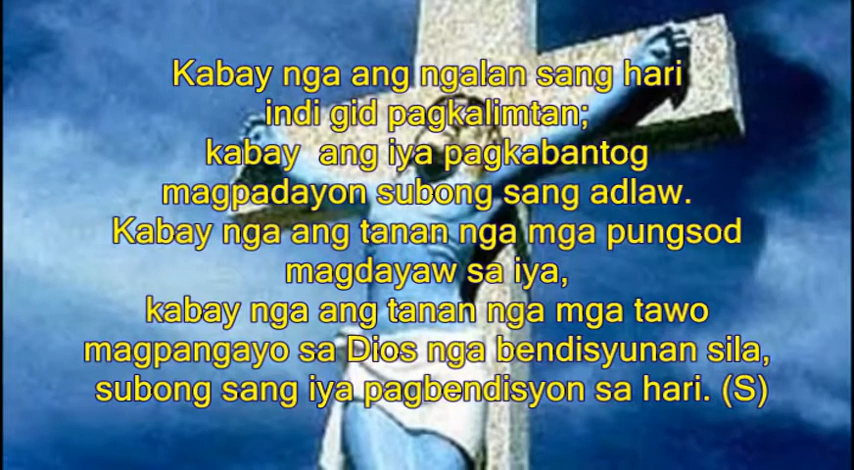 Kabay nga ang ngalan sang hari
indi gid pagkalimtan;
kabay ang iya pagkabantog
magpadayon subong sang adlaw.
Kabay nga ang tanan nga mga pungsod
magdayaw sa iya,
kabay nga ang tanan nga mga tawo
magpangayo sa Dios nga bendisyunan sila,
subong sang iya pagbendisyon sa hari. (S)